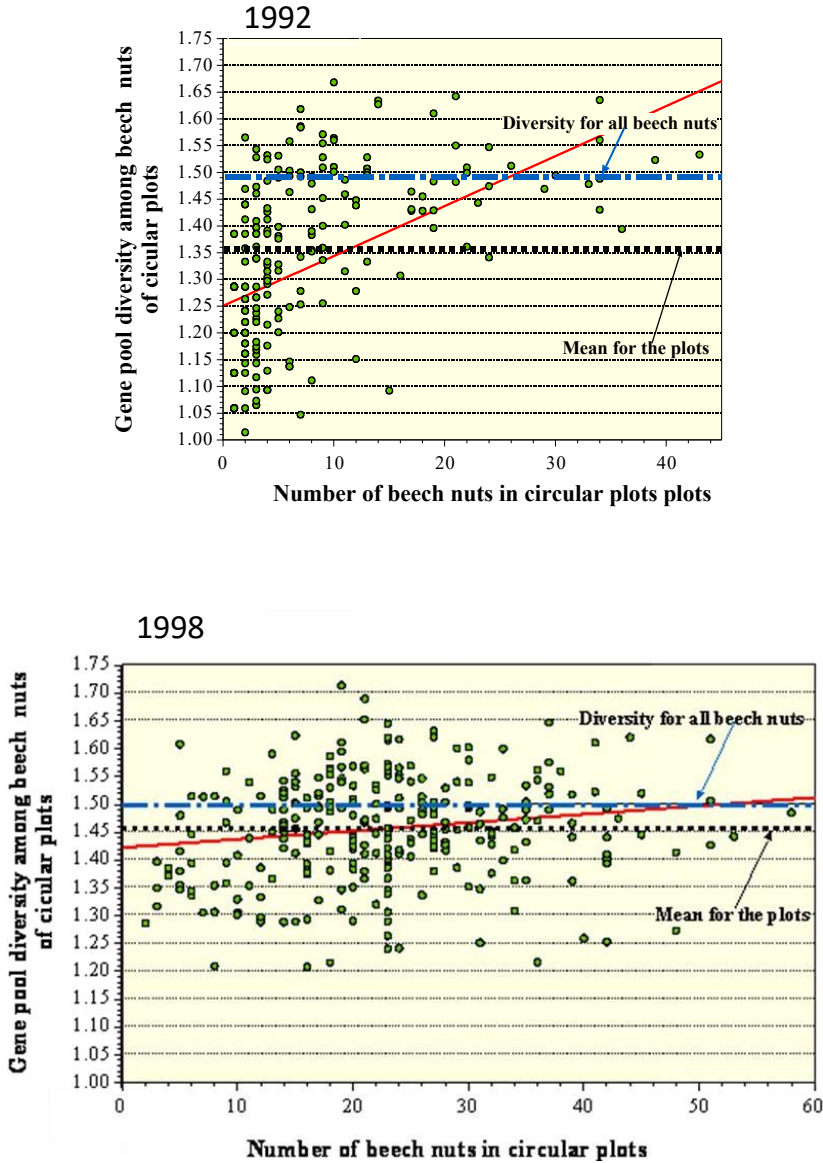 1992
Gene pool diversity among beech nuts
of cicular plots
1.75
1.70
1.65
1.60
1.55
1.50
1.45
1.40
1.35
1.30
1.25
1.20
1.15
1.10
1.05
1.00
Diversity for all beech nuts
Mean for the plots
0 10 20 30 40
Number of beech nuts in circular plots plots
1998
Gene pool diversity among beech nuts
of cicular plots
1.75
1.70
1.65
1.60
1.55
1.50
1.45
1.40
1.35
1.30
1.25
1.20
1.15
1.10
1.05
1.00
Diversity for all beech nuts
Mean for the plots
0 10 20 30 40 50 60
Number of beech nuts in circular plots